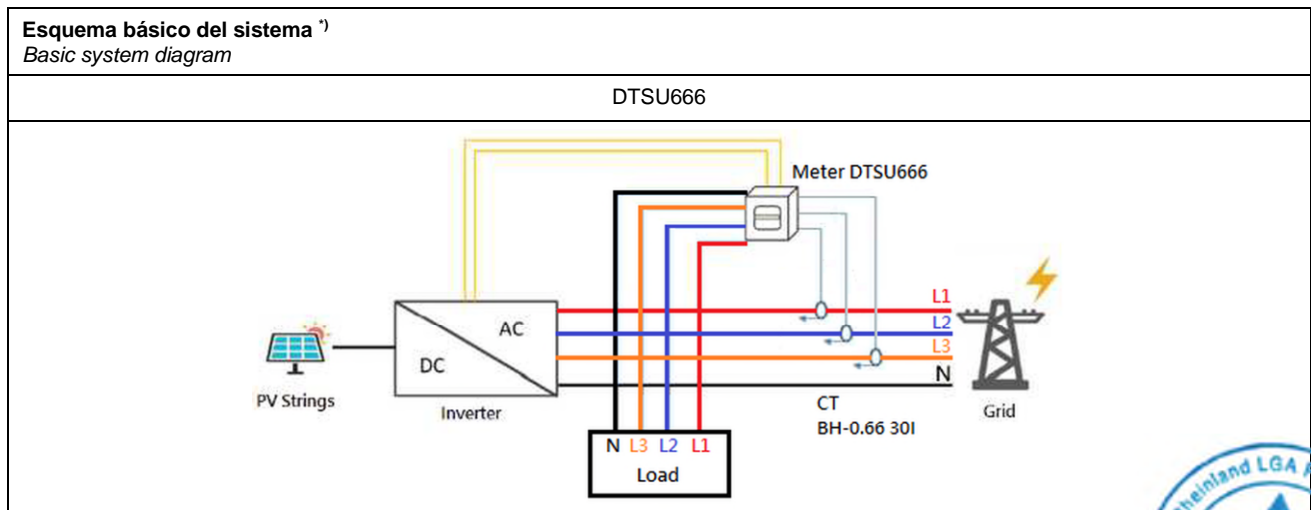 Esquema básico del sistema *)
Basic system diagram
DTSU666
Meter DTSU666
L1
L2
L3
N
AC
DC
PV Strings
Inverter
CT
BH-0.66 30I
Grid
N L3 L2 L1
Load
heinland LGA